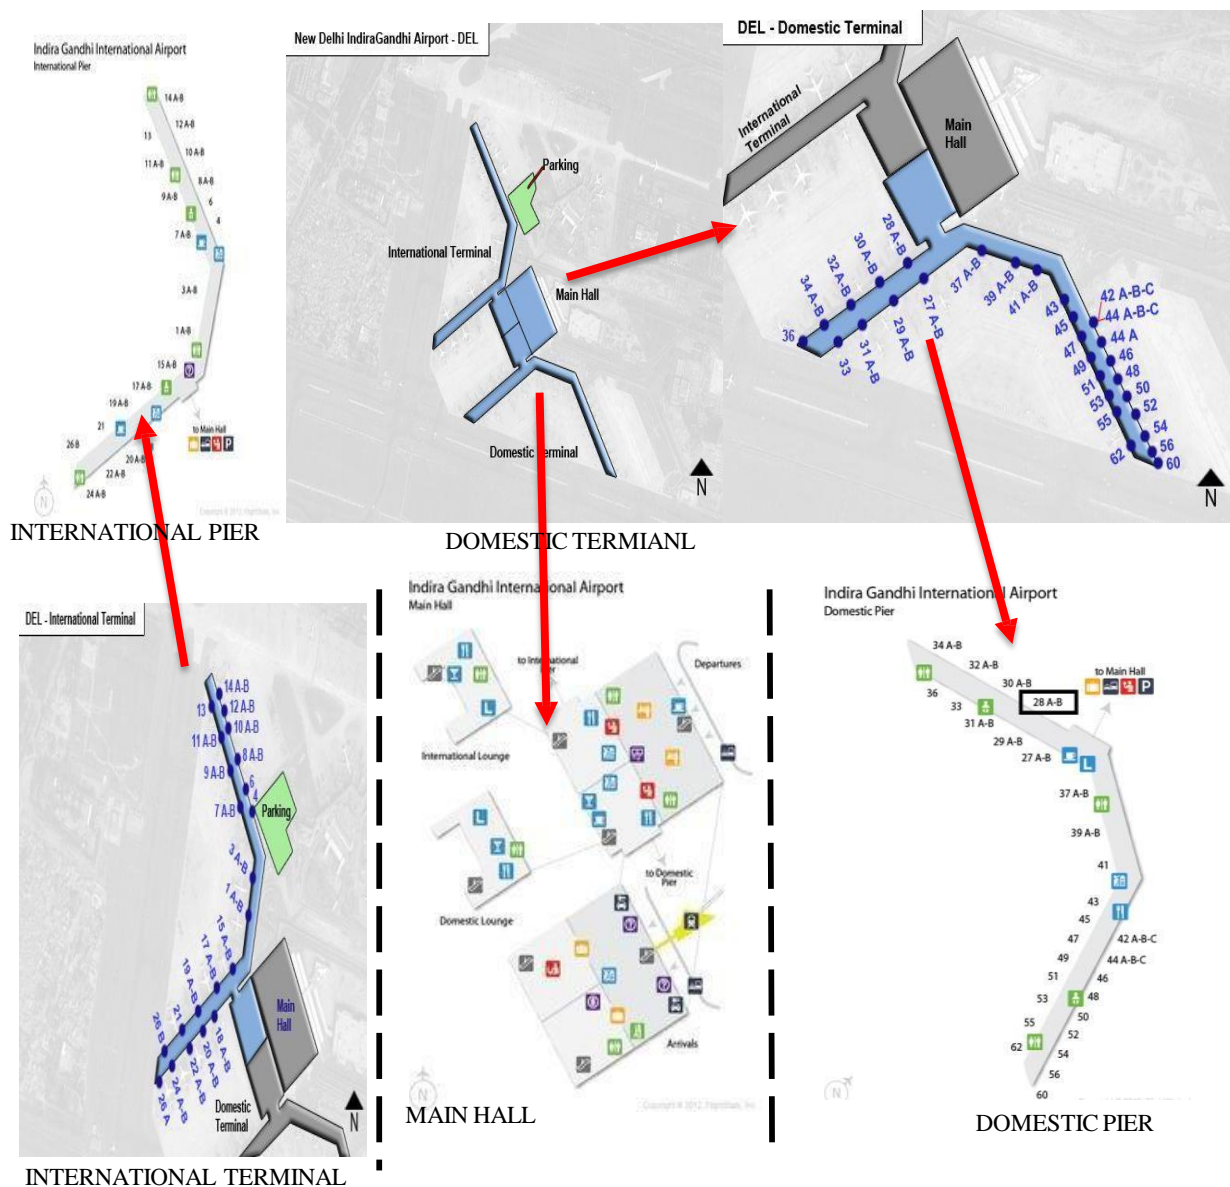 Indira Gandhi International Airport
International Pier
14 A-B
12 A-B
13
10 A-B
11 A-B
8 A-B
9 A-B
6
4
7 A-B
3 A-B
1 A-B
15 A-B
17 A-B
19 A-B
21
to Main Hall
P
26 B
20 A-B
22 A-B
24 A-B
N
INTERNATIONAL PIER
New Delhi IndiraGandhi Airport - DEL
Parking
International Terminal
Main Hall
Domestic Terminal
N
DOMESTIC TERMIANL
DEL - Domestic Terminal
International
Terminal
Main
Hall
28 A-B
30 A-B
32 A-B
34 A-B
36
33
31 A-B
29 A-B
27 A-B
37 A-B
39 A-B
41 A-B
43
45
47
49
51
53
55
62
42 A-B-C
44 A-B-C
44 A
46
48
50
52
54
56
60
N
DEL - International Terminal
14 A-B
13
12 A-B
10 A-B
11 A-B
8 A-B
9 A-B
6
4
7 A-B
Parking
3 A-B
1 A-B
15 A-B
17 A-B
19 A-B
21
26 B
Main
Hall
18 A-B
20 A-B
22 A-B
24 A-B
26 A
Domestic
Terminal
N
INTERNATIONAL TERMINAL
Indira Gandhi International Airport
Main Hall
to International
Departures
L
International Lounge
L
to Domestic
Pier
Domestic Lounge
Arrivals
N
MAIN HALL
Indira Gandhi International Airport
Domestic Pier
34 A-B
32 A-B
to Main Hall
P
30 A-B
36
28 A-B
33
31 A-B
29 A-B
27 A-B
L
37 A-B
39 A-B
41
43
45
42 A-B-C
47
44 A-B-C
49
46
51
48
53
50
55
52
62
54
56
60
N
DOMESTIC PIER